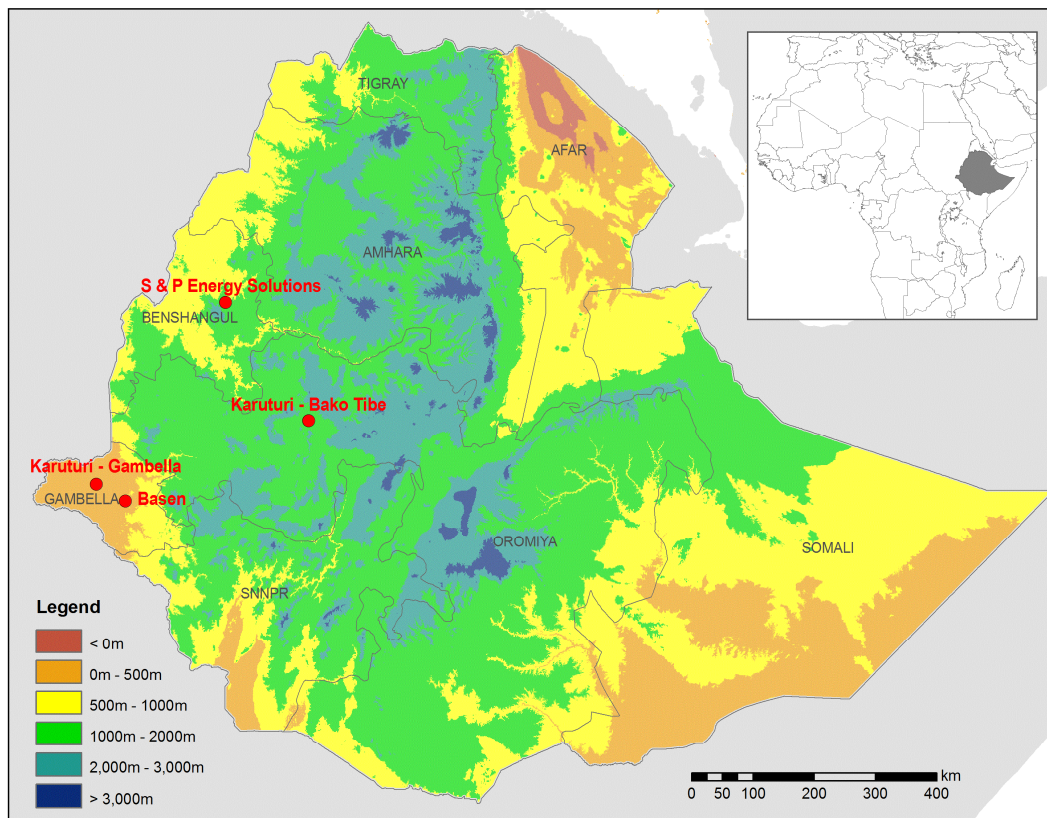 TIGRAY
AFAR
AMHARA
S & P Energy Solutions
BENSHANGUL
Karuturi - Bako Tibe
Karuturi - Gambella
GAMBELLA
Basen
OROMIYA
SOMALI
SNNPR
Legend
< 0m
0m - 500m
500m - 1000m
1000m - 2000m
2,000m - 3,000m
> 3,000m
km
0 50 100 200 300 400